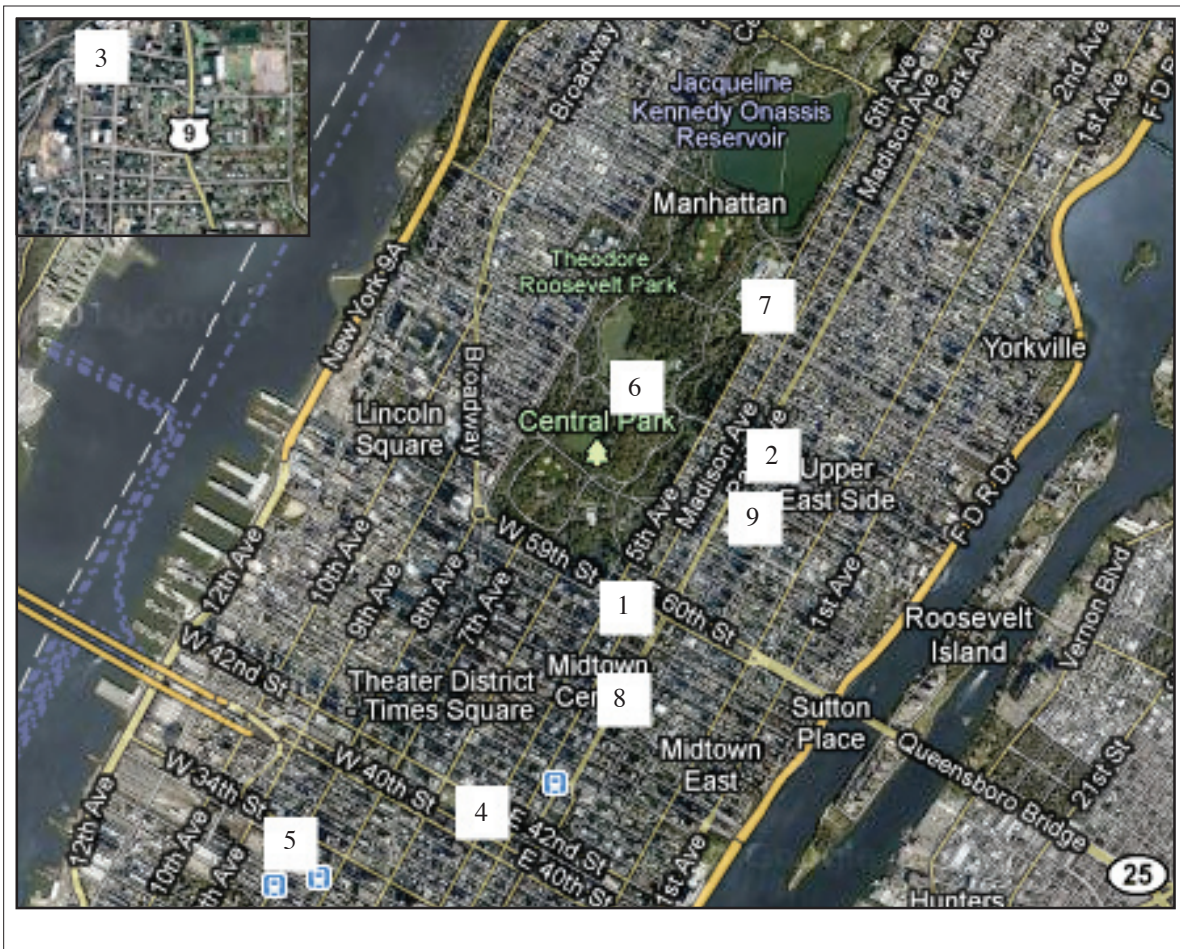 3
9
Broadway
Jacqueline
Kennedy Onassis
Reservoir
5th Ave
Madison Ave
Park Ave
2nd Ave
1st Ave
Manhattan
New York 9A
Theodore
Roosevelt Park
7
Yorkville
Broadway
6
Lincoln
Square
Central Park
Madison Ave
2
Upper
East Side
9
5th Ave
F D R Dr
W 59th St
12th Ave
10th Ave
9th Ave
8th Ave
7th Ave
1
60th St
1st Ave
Roosevelt
Island
Vernon Blvd
W 42nd St
Theater District
- Times Square
Midtown
8
Sutton
Place
Midtown
East
W 34th St
W 40th St
4
E 42nd St
E 40th St
Queensboro Bridge
21st St
5
12th Ave
10th Ave
1st Ave
25
Hunters